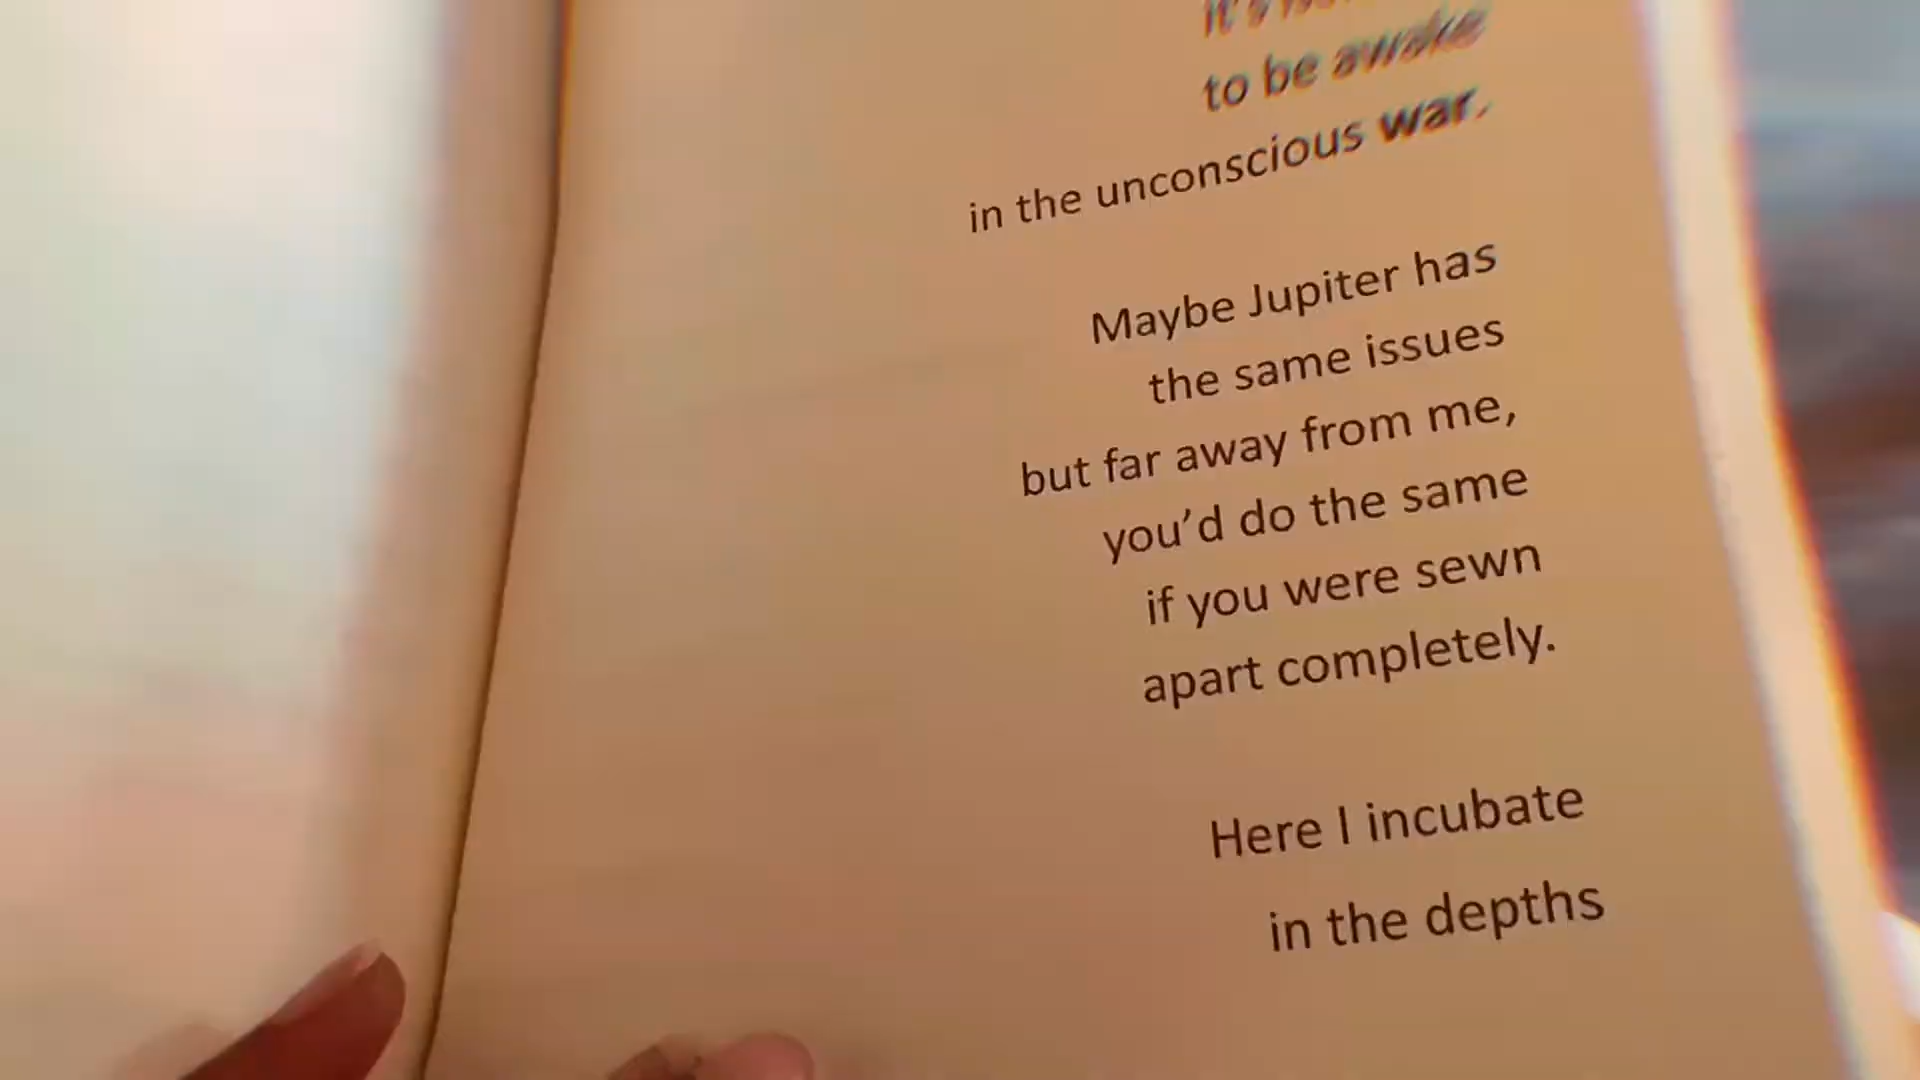 it's
to be awake
in the unconscious war.
Maybe Jupiter has
the same issues
but far away from me,
you'd do the same
if you were sewn
apart completely.
Here I incubate
in the depths